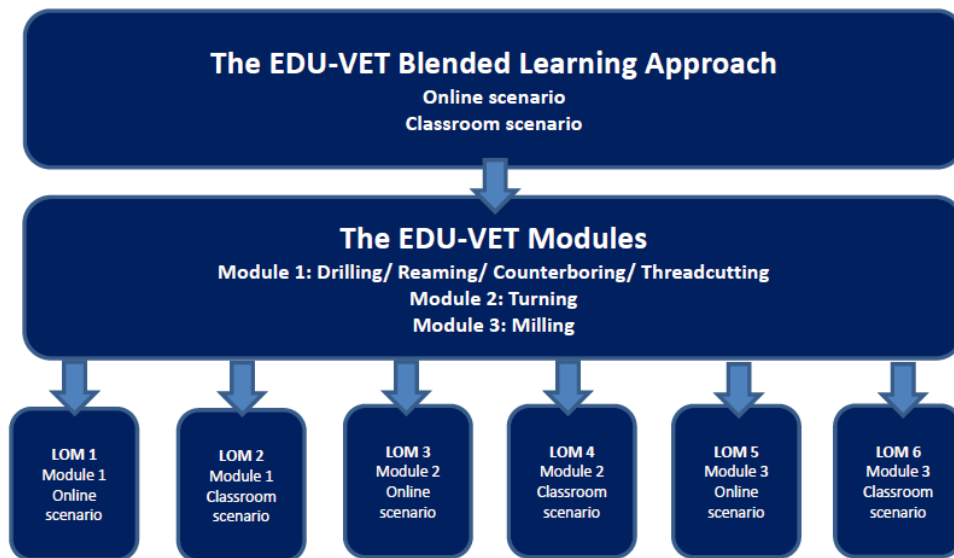 The EDU-VET Blended Learning Approach
Online scenario
Classroom scenario
The EDU-VET Modules
Module 1: Drilling/ Reaming/ Counterboring/ Threadcutting
Module 2: Turning
Module 3: Milling
LOM 1
Module 1
Online
scenario
LOM 2
Module 1
Classroom
scenario
LOM 3
Module 2
Online
scenario
LOM 4
Module 2
Classroom
scenario
LOM 5
Module 3
Online
scenario
LOM 6
Module 3
Classroom
scenario